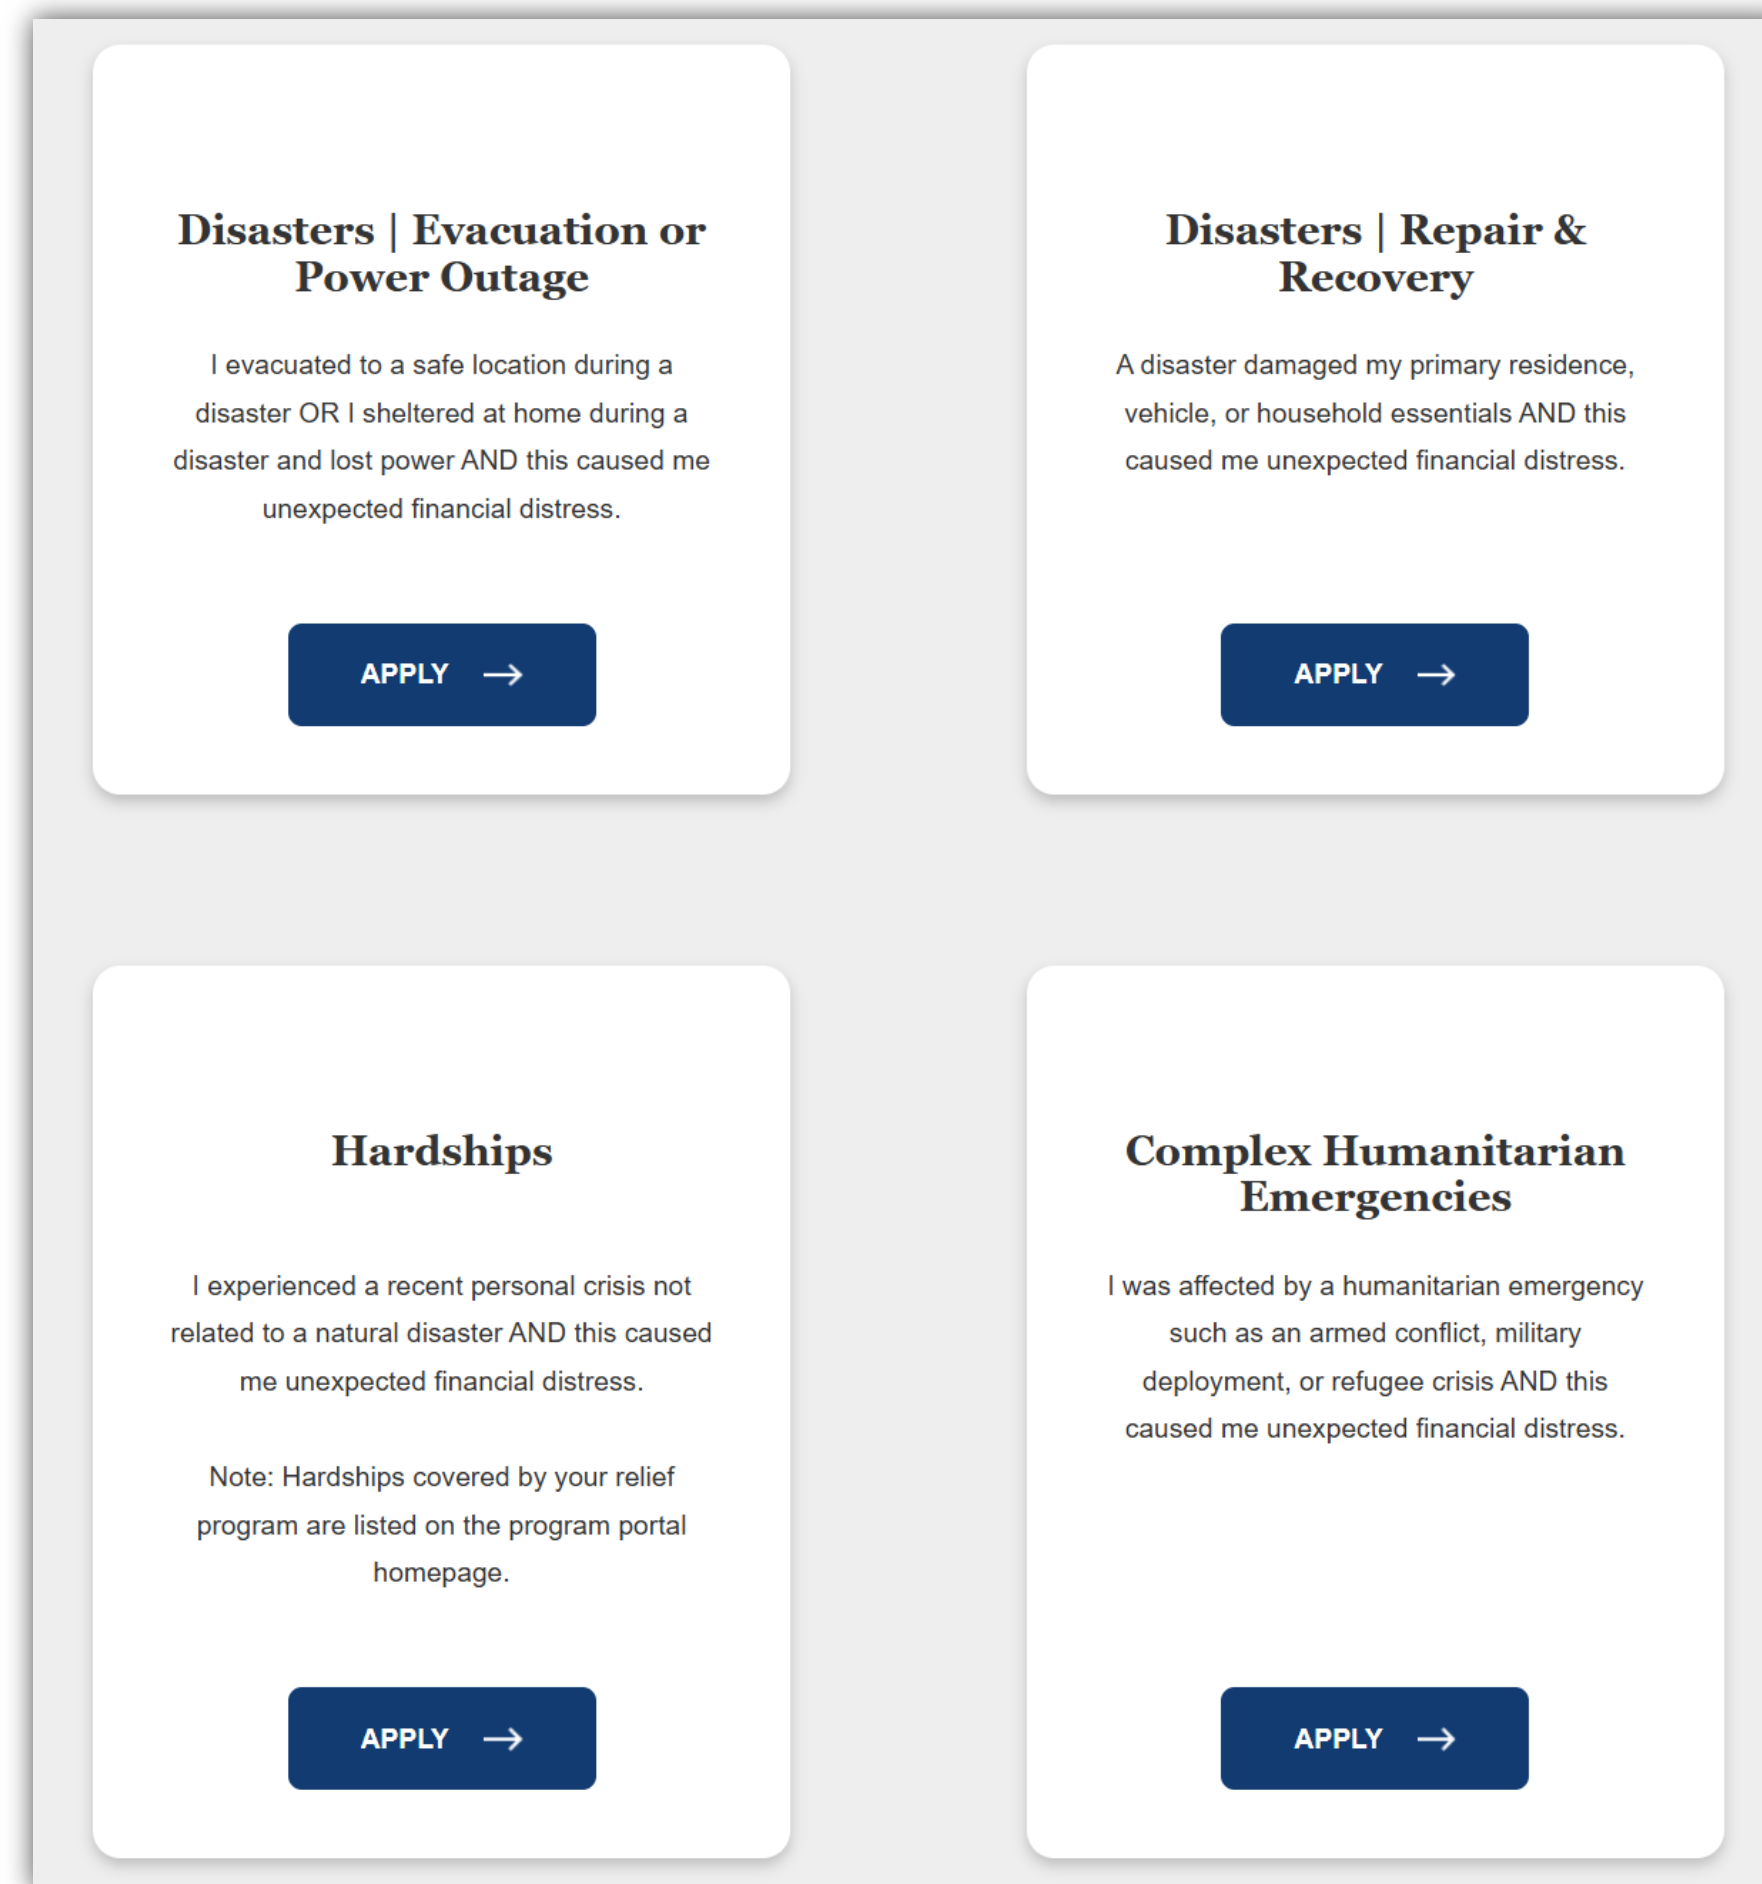 Disasters | Evacuation or
Power Outage
I evacuated to a safe location during a
disaster OR I sheltered at home during a
disaster and lost power AND this caused me
unexpected financial distress.
APPLY →
Disasters | Repair &
Recovery
A disaster damaged my primary residence,
vehicle, or household essentials AND this
caused me unexpected financial distress.
APPLY →
Hardships
I experienced a recent personal crisis not
related to a natural disaster AND this caused
me unexpected financial distress.
Note: Hardships covered by your relief
program are listed on the program portal
homepage.
APPLY →
Complex Humanitarian
Emergencies
I was affected by a humanitarian emergency
such as an armed conflict, military
deployment, or refugee crisis AND this
caused me unexpected financial distress.
APPLY →